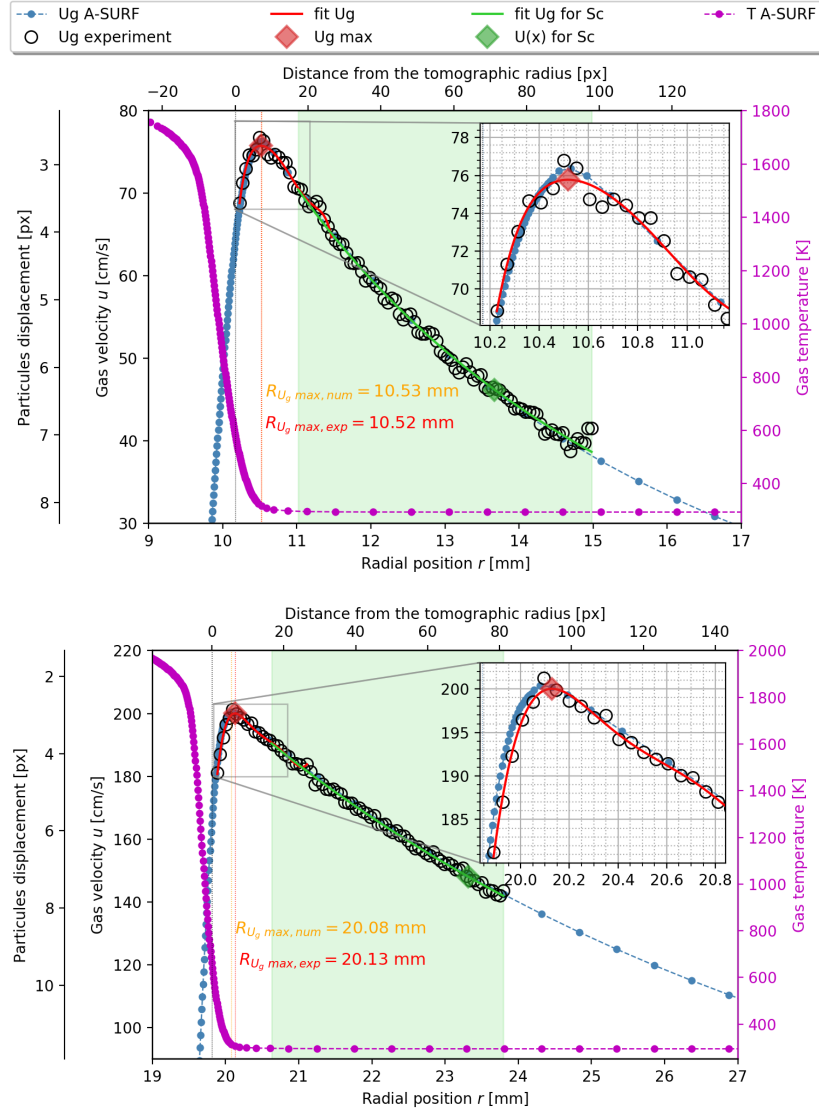 Ug A-SURF fit Ug fit Ug for Sc T A-SURF
Ug experiment Ug max U(x) for Sc
Distance from the tomographic radius [px]
−20 0 20 40 60 80 100 120
80 1800
78
3 76 1600
70 74
72 1400
4 70
60 10.2 10.4 10.6 10.8 11.0 1200
5
Particules displacement [px]
Gas velocity u [cm/s]
Gas temperature [K]
50 1000
6 800
R_{U_g max,num} = 10.53 mm
R_{U_g max,exp} = 10.52 mm
40 7 600
8 400
30
9 10 11 12 13 14 15 16 17
Radial position r [mm]
Distance from the tomographic radius [px]
0 20 40 60 80 100 120 140
220 2000
2
200 200 1800
195
180 4 190 1600
185
1400
160 20.0 20.2 20.4 20.6 20.8
6 1200
Particules displacement [px]
Gas velocity u [cm/s]
Gas temperature [K]
140 8 1000
R_{U_g max,num} = 20.08 mm
R_{U_g max,exp} = 20.13 mm
120 800
10 600
100 400
19 20 21 22 23 24 25 26 27
Radial position r [mm]